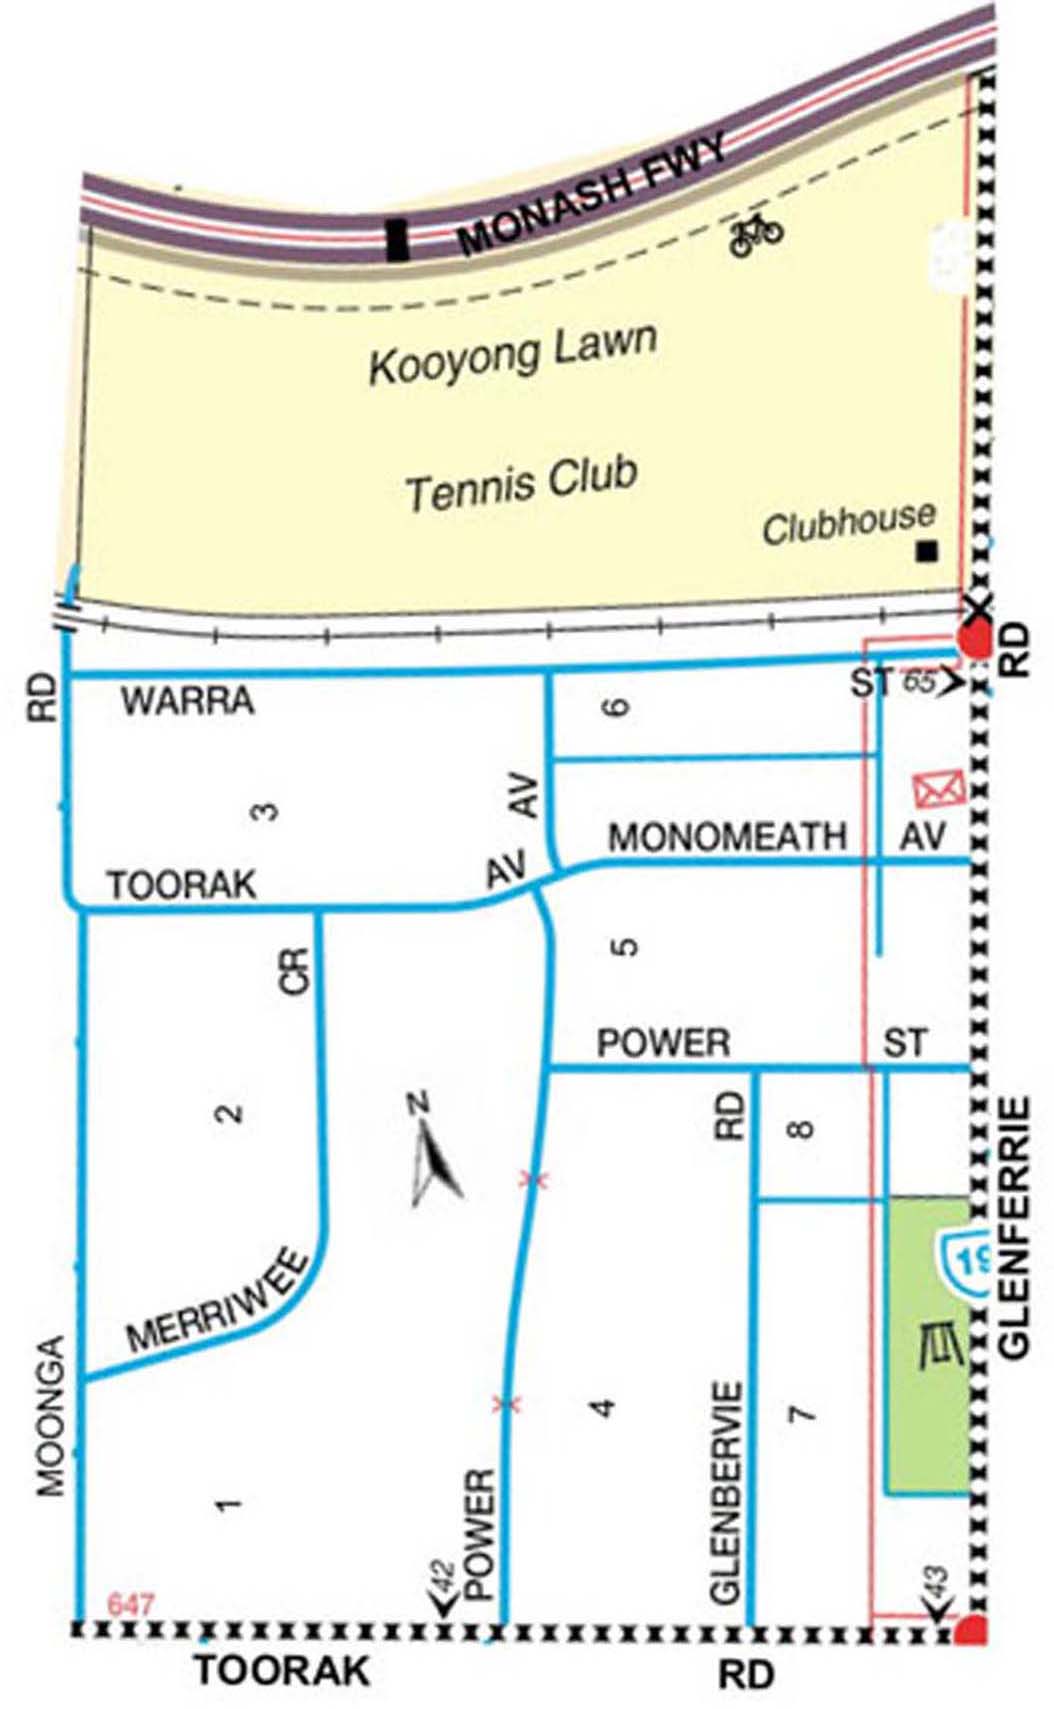 MONASH FWY
Kooyong Lawn
Tennis Club
Clubhouse
RD
RD
WARRA
ST
65
6
3
AV
MONOMEATH AV
TOORAK AV
CR
5
POWER ST
2
N
RD
8
GLENFERRIE
19
MERRIWEE
MOONGA
4
7
1
POWER
GLENBERVIE
42
43
647
TOORAK RD